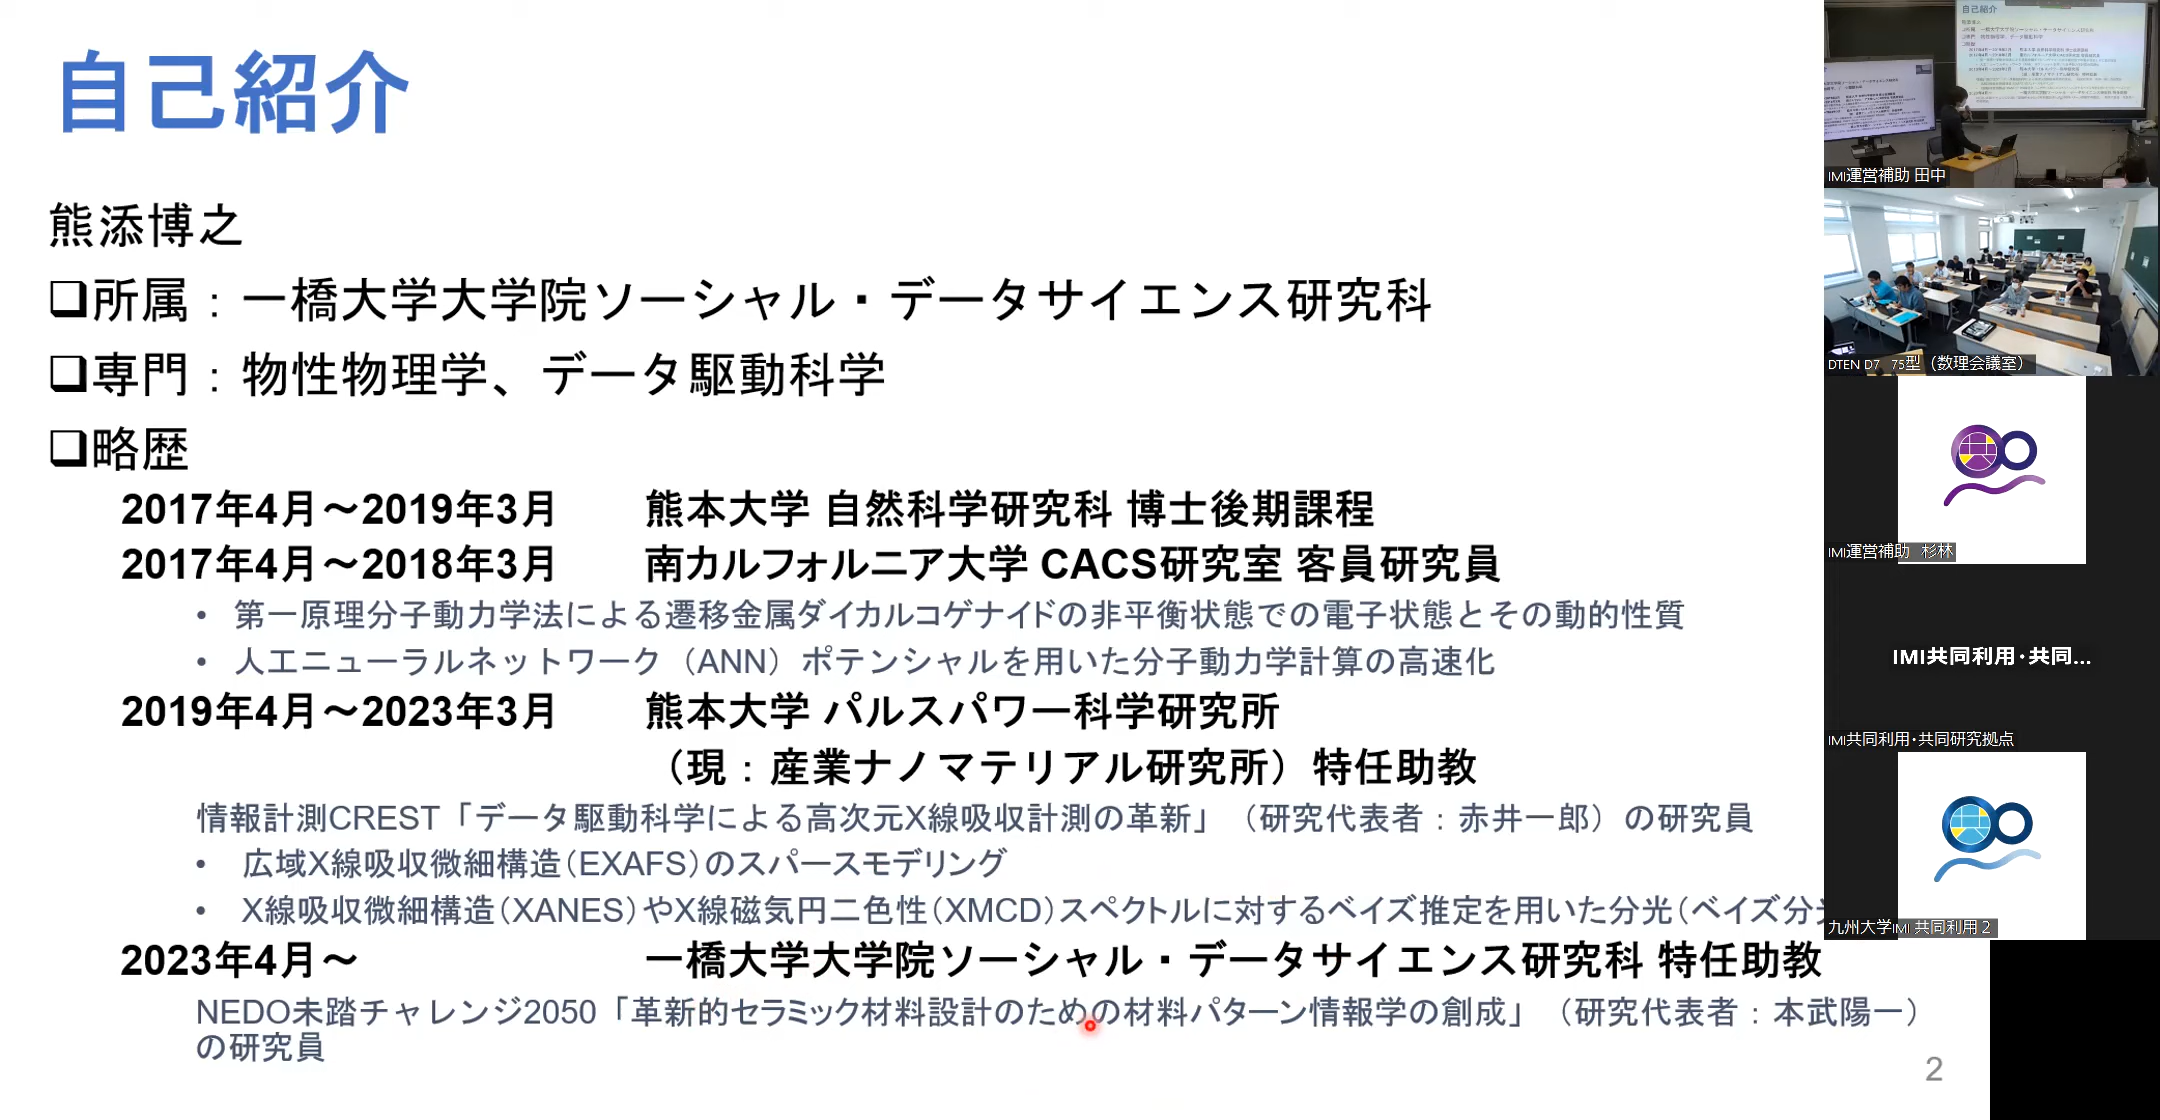 自己紹介
熊添博之
❑所属：一橋大学大学院ソーシャル・データサイエンス研究科
❑専門：物性物理学、データ駆動科学
❑略歴
2017年4月～2019年3月 熊本大学 自然科学研究科 博士後期課程
2017年4月～2018年3月 南カルフォルニア大学 CACS研究室 客員研究員
• 第一原理分子動力学法による遷移金属ダイカルコゲナイドの非平衡状態での電子状態とその動的性質
• 人工ニューラルネットワーク（ANN）ポテンシャルを用いた分子動力学計算の高速化
2019年4月～2023年3月 熊本大学 パルスパワー科学研究所
（現：産業ナノマテリアル研究所）特任助教
情報計測CREST「データ駆動科学による高次元X線吸収計測の革新」（研究代表者：赤井一郎）の研究員
• 広域X線吸収微細構造（EXAFS）のスパースモデリング
• X線吸収微細構造（XANES）やX線磁気円二色性（XMCD）スペクトルに対するベイズ推定を用いた分光（ベイズ分
2023年4月～ 一橋大学大学院ソーシャル・データサイエンス研究科 特任助教
NEDO未踏チャレンジ2050「革新的セラミック材料設計のための材料パターン情報学の創成」（研究代表者：本武陽一）
の研究員
2
自己紹介
IMI運営補助 田中
DTEN D7 75型（数理会議室）
IMI運営補助 杉林
IMI共同利用・共同...
IMI共同利用・共同研究拠点
九州大学IMI 共同利用２